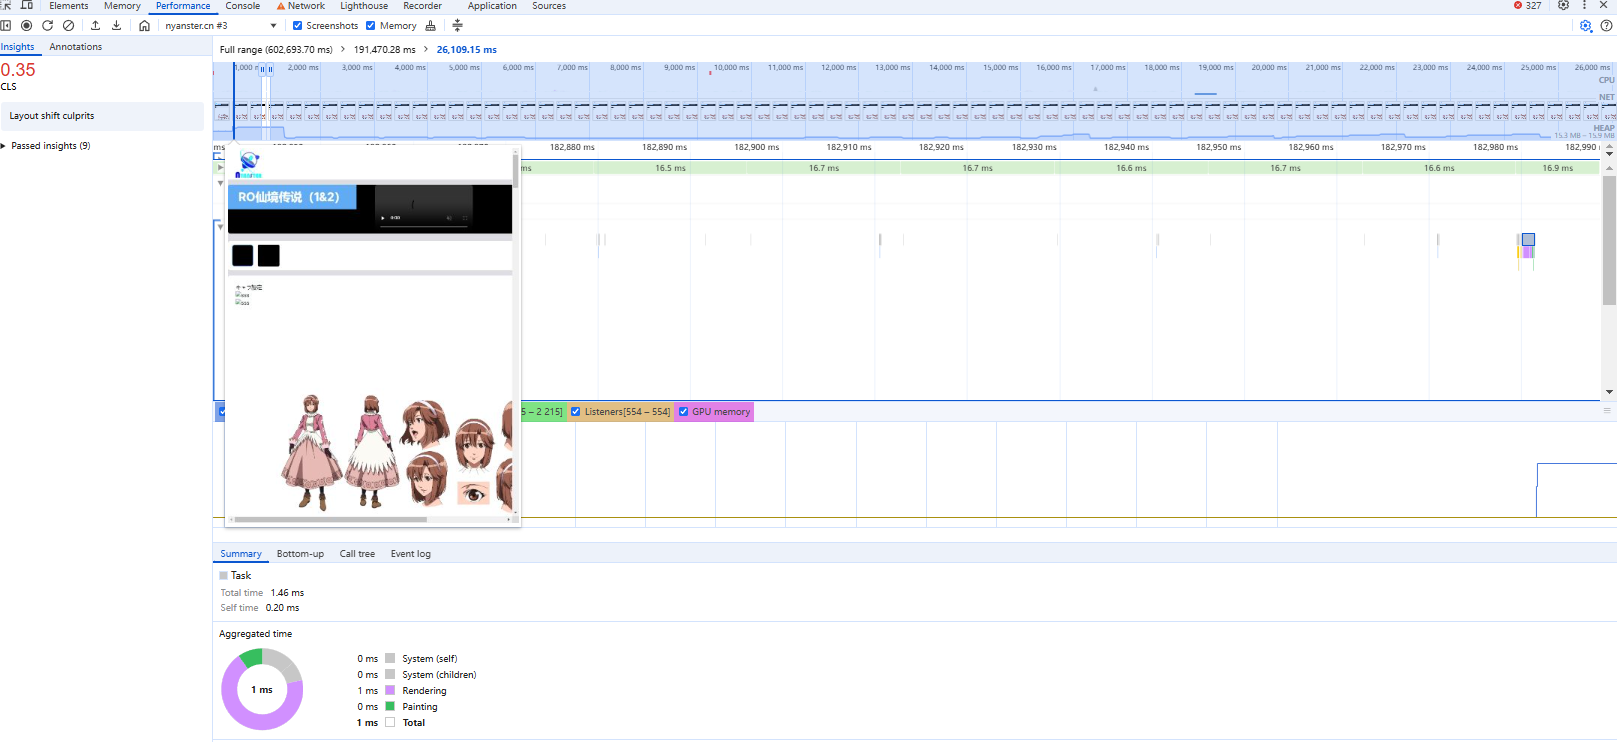 Elements Memory Performance Console Network Lighthouse Recorder Application Sources 327
nyanster.cn #3 Screenshots Memory
Insights Annotations
Full range (602,693.70 ms) 191,470.28 ms 26,109.15 ms
0.35
CLS
Layout shift culprits
Passed insights (9)
1,000 ms 2,000 ms 3,000 ms 4,000 ms 5,000 ms 6,000 ms 7,000 ms 8,000 ms 9,000 ms 10,000 ms 11,000 ms 12,000 ms 13,000 ms 14,000 ms 15,000 ms 16,000 ms 17,000 ms 18,000 ms 19,000 ms 20,000 ms 21,000 ms 22,000 ms 23,000 ms 24,000 ms 25,000 ms 26,000 ms
CPU
NET
HEAP
15.3 MB – 15.9 MB
ms 182,880 ms 182,890 ms 182,900 ms 182,910 ms 182,920 ms 182,930 ms 182,940 ms 182,950 ms 182,960 ms 182,970 ms 182,980 ms 182,990
ms 16.5 ms 16.7 ms 16.7 ms 16.6 ms 16.7 ms 16.6 ms 16.9 ms
RO仙境传说（1&2）
0:00
5 – 2 215] Listeners[554 – 554] GPU memory
Summary Bottom-up Call tree Event log
Task
Total time 1.46 ms
Self time 0.20 ms
Aggregated time
1 ms
0 ms System (self)
0 ms System (children)
1 ms Rendering
0 ms Painting
1 ms Total